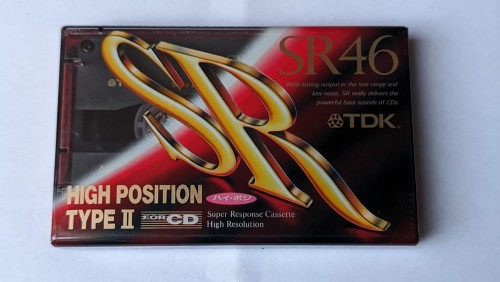 SR46
With strong output in the low range and
low noise, SR really delivers the
powerful bass sounds of CDs.
TDK
SR
HIGH POSITION
TYPE II
ハイ・ポジ
FOR CD
Super Response Cassette
High Resolution